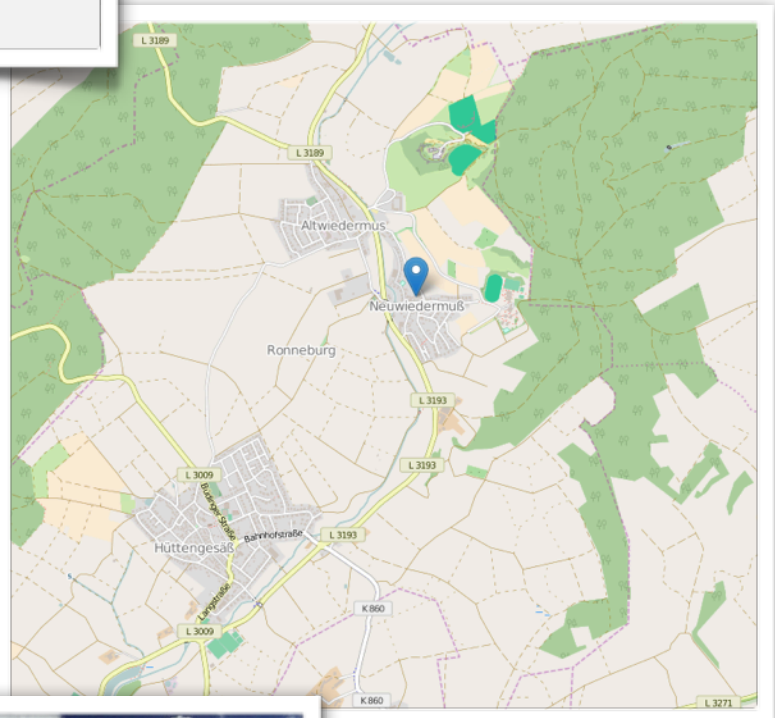 L 3189
L 3189
Altwiedermus
Neuwiedermuß
Ronneburg
L 3193
L 3193
L 3009
Büdinger Straße
Bahnhofstraße
L 3193
Hüttengesäß
Langstraße
K 860
L 3009
K 860
L 3271